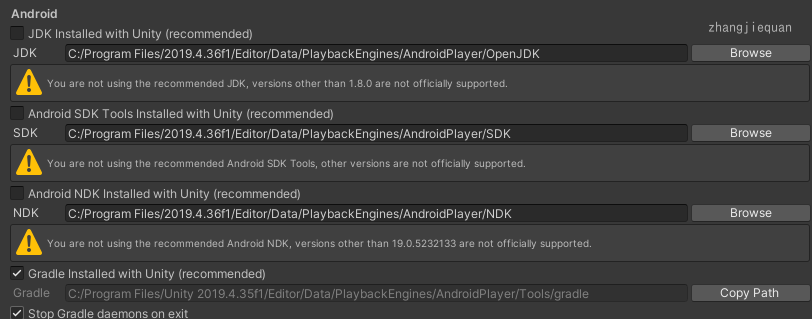 Android
JDK Installed with Unity (recommended)
zhangjiequan
JDK C:/Program Files/2019.4.36f1/Editor/Data/PlaybackEngines/AndroidPlayer/OpenJDK Browse
You are not using the recommended JDK, versions other than 1.8.0 are not officially supported.
Android SDK Tools Installed with Unity (recommended)
SDK C:/Program Files/2019.4.36f1/Editor/Data/PlaybackEngines/AndroidPlayer/SDK Browse
You are not using the recommended Android SDK Tools, other versions are not officially supported.
Android NDK Installed with Unity (recommended)
NDK C:/Program Files/2019.4.36f1/Editor/Data/PlaybackEngines/AndroidPlayer/NDK Browse
You are not using the recommended Android NDK, versions other than 19.0.5232133 are not officially supported.
Gradle Installed with Unity (recommended)
Gradle C:/Program Files/Unity 2019.4.35f1/Editor/Data/PlaybackEngines/AndroidPlayer/Tools/gradle Copy Path
Stop Gradle daemons on exit